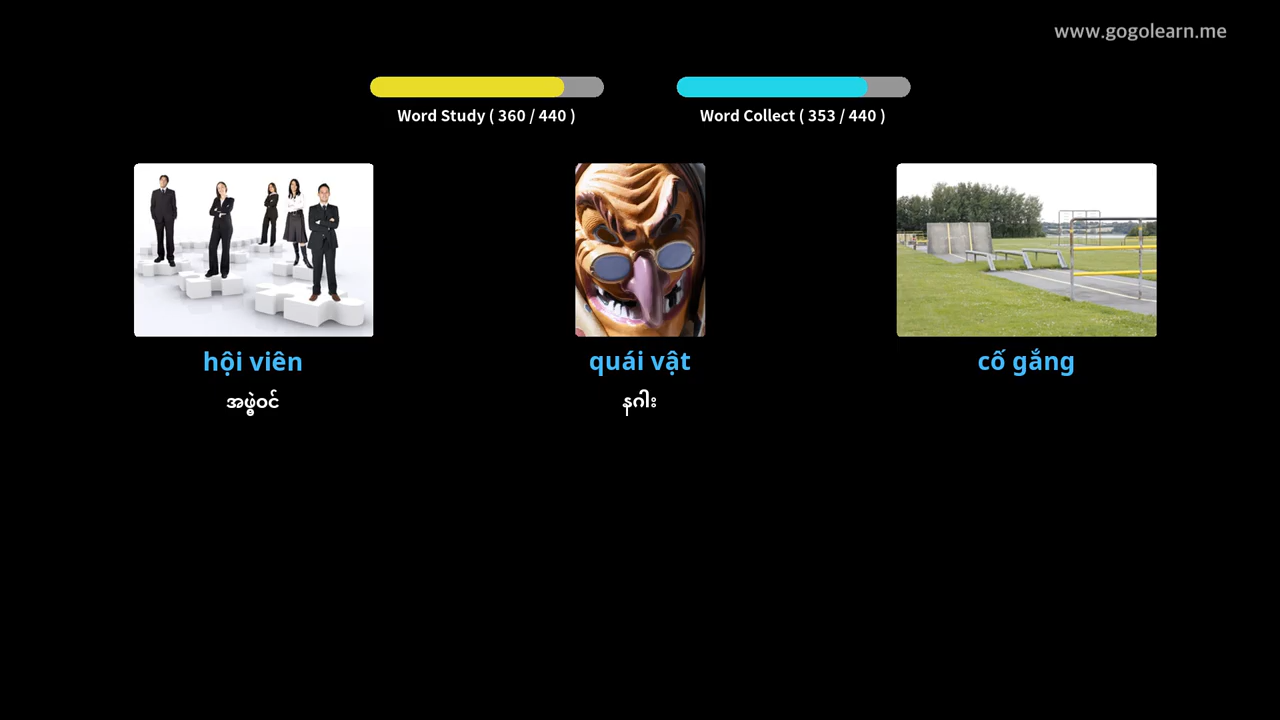 www.gogolearn.me
Word Study ( 360 / 440 )
Word Collect ( 353 / 440 )
hội viên
quái vật
cố gắng
အဖွဲ့ဝင်
နဂါး